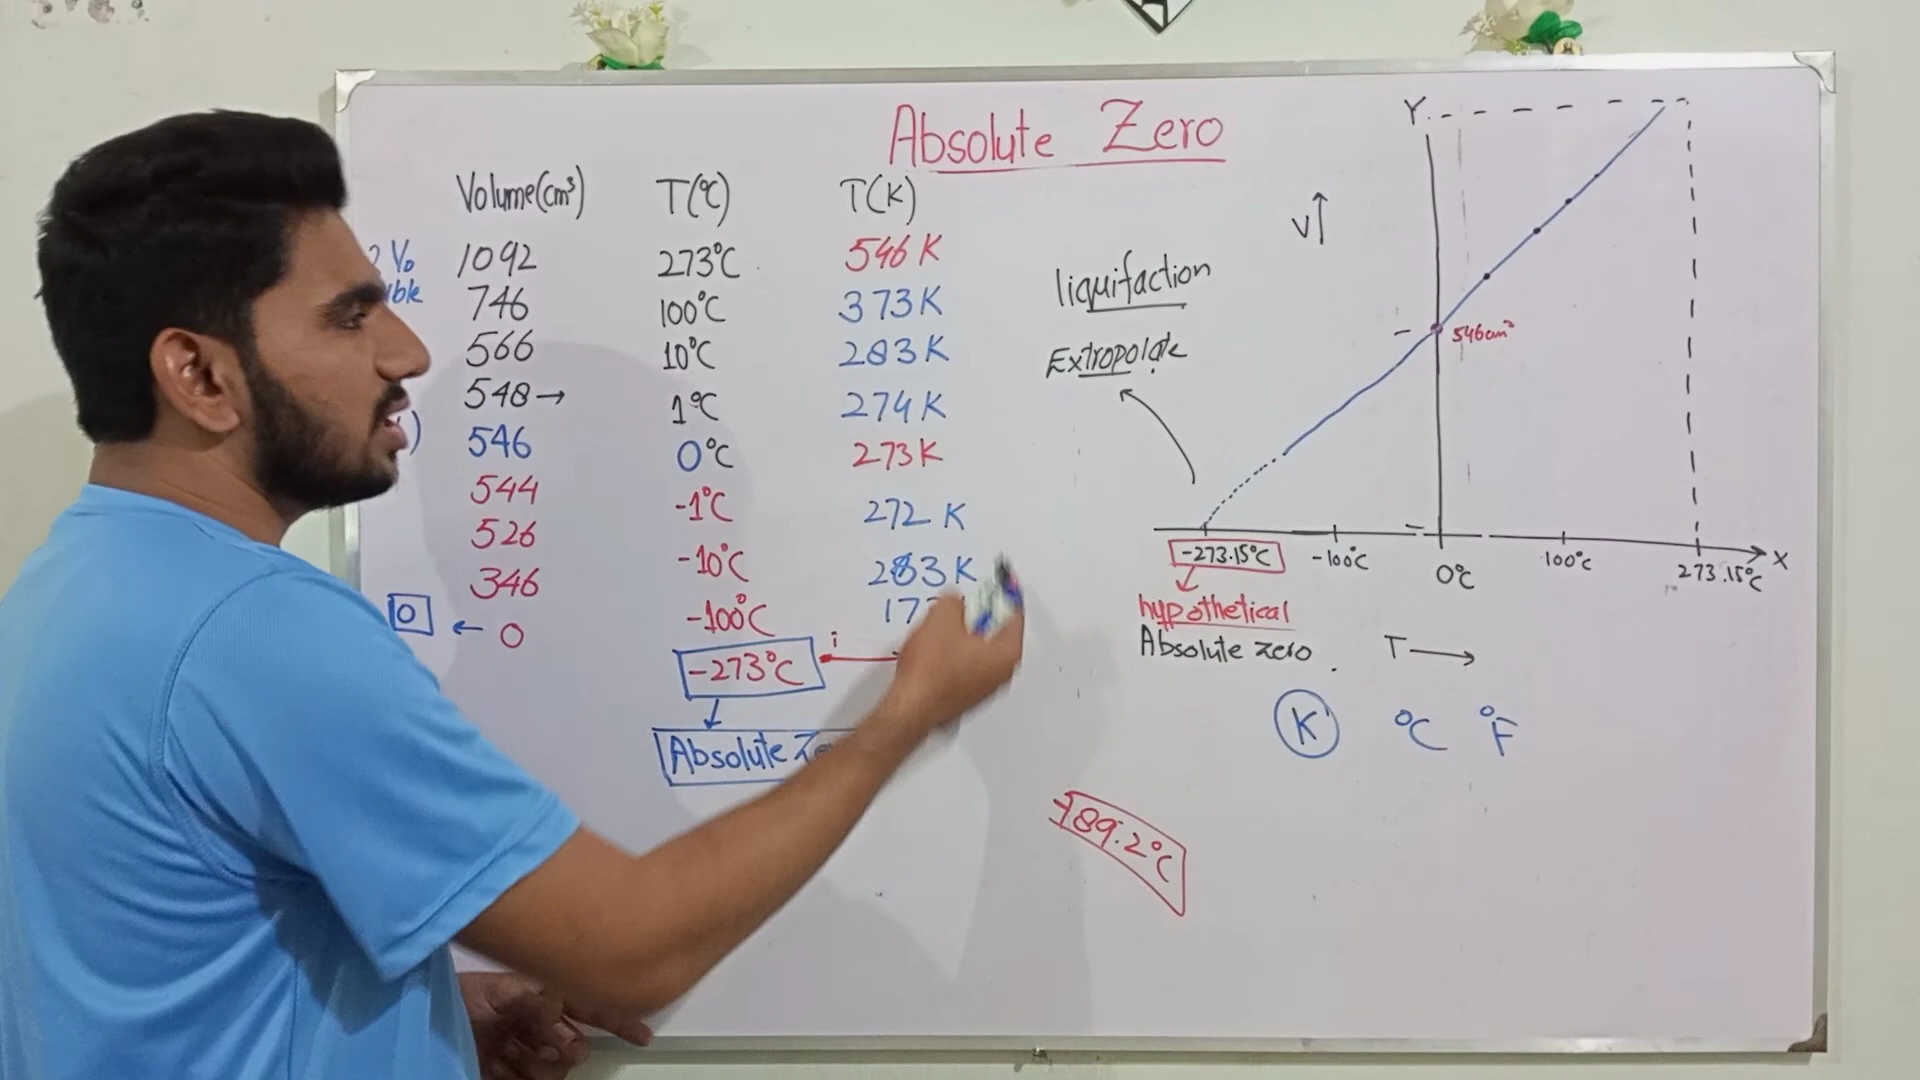 Absolute Zero
Volume(cm³) T(°C) T(K)
V₀ 1092 273°C 546 K
746 100°C 373 K
566 10°C 283 K
548 → 1°C 274 K
546 0°C 273 K
544 -1°C 272 K
526 -10°C 283 K
346 -100°C
0 ← 0 -273°C
Absolute
liquifaction
Extropolate
Y
V↑
546cm³
-273.15°C -100°C 0°C 100°C 273.15°C X
hypothetical
Absolute zero. T →
K °C °F
-189.2°C